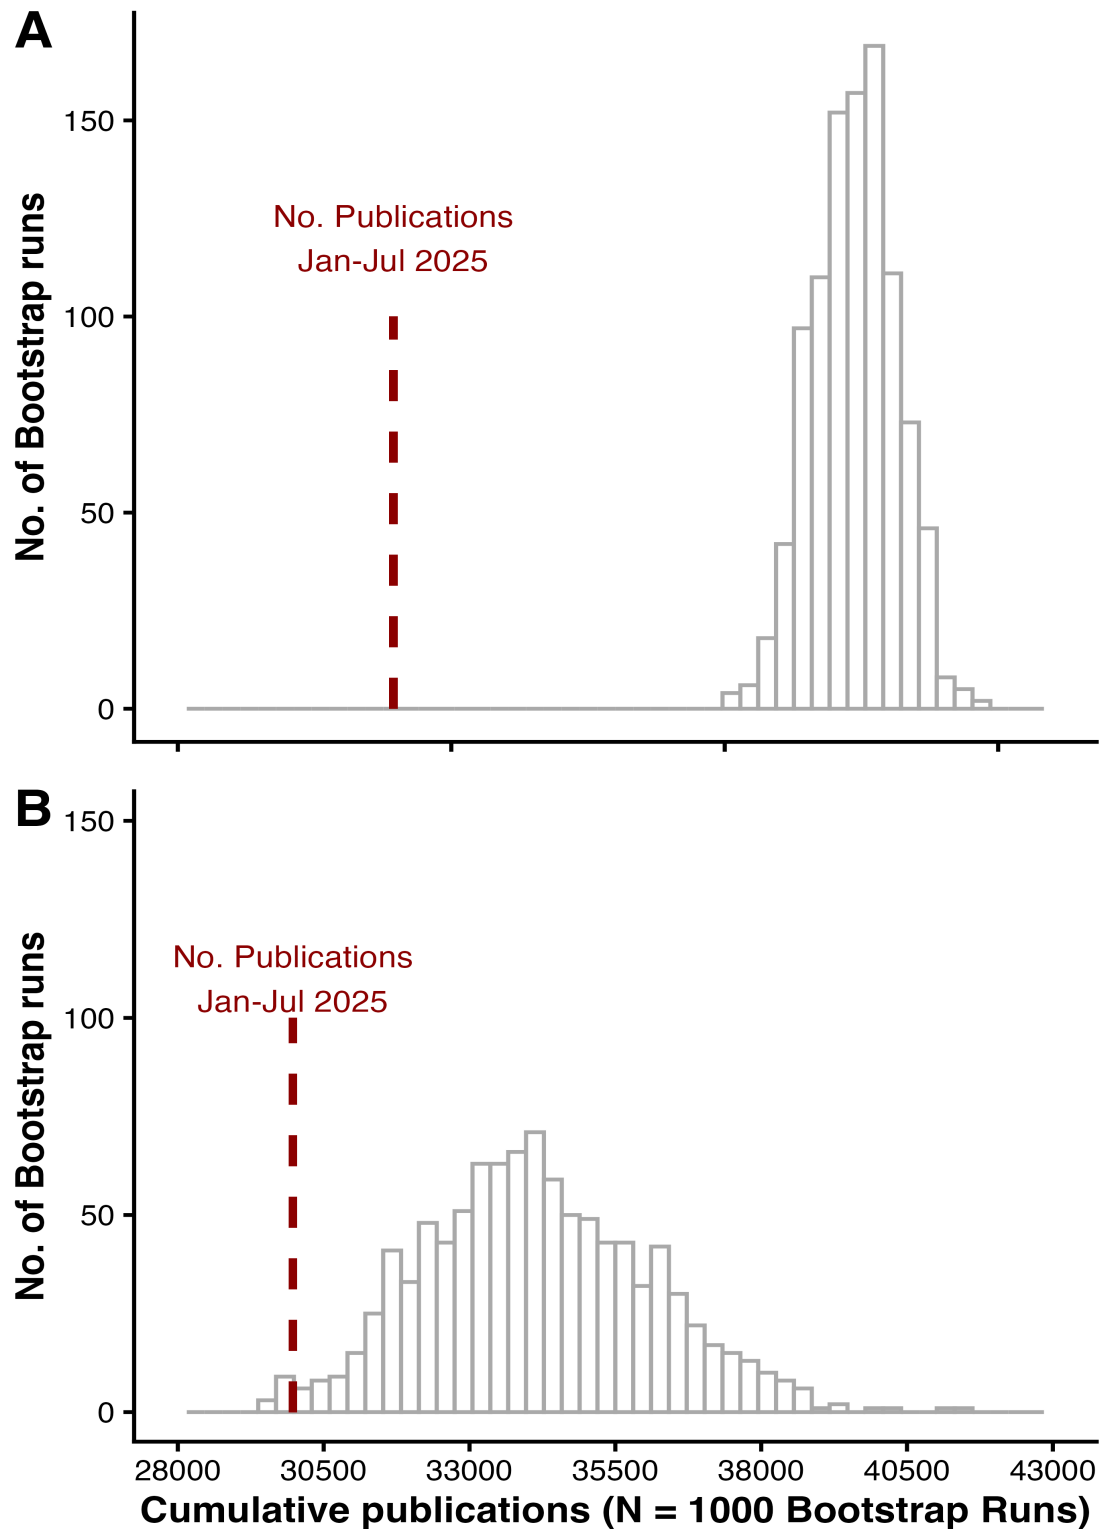 A
150
100
50
0
No. of Bootstrap runs
No. Publications
Jan-Jul 2025
B
150
100
50
0
No. of Bootstrap runs
No. Publications
Jan-Jul 2025
28000 30500 33000 35500 38000 40500 43000
Cumulative publications (N = 1000 Bootstrap Runs)